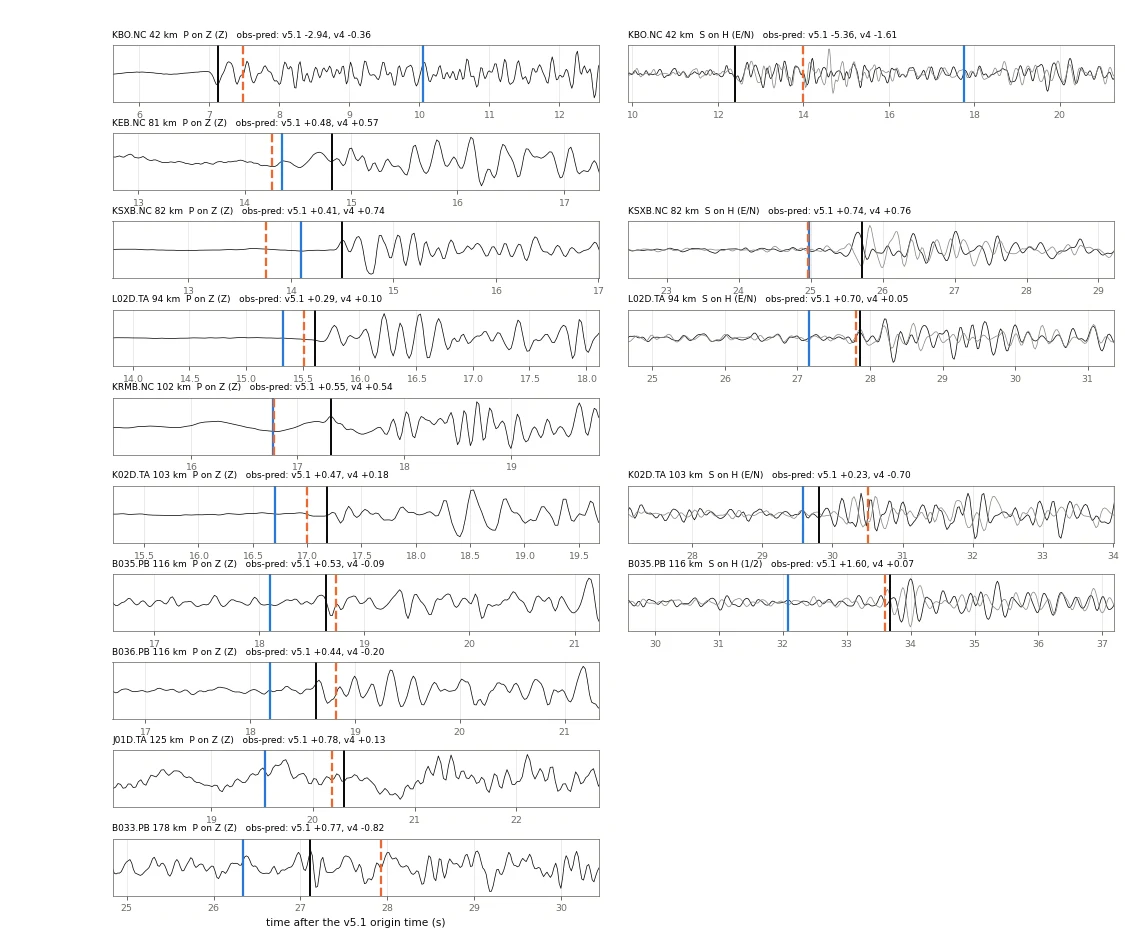 KBO.NC 42 km P on Z (Z) obs-pred: v5.1 -2.94, v4 -0.36
KBO.NC 42 km S on H (E/N) obs-pred: v5.1 -5.36, v4 -1.61
6 7 8 9 10 11 12
10 12 14 16 18 20
KEB.NC 81 km P on Z (Z) obs-pred: v5.1 +0.48, v4 +0.57
13 14 15 16 17
KSXB.NC 82 km P on Z (Z) obs-pred: v5.1 +0.41, v4 +0.74
KSXB.NC 82 km S on H (E/N) obs-pred: v5.1 +0.74, v4 +0.76
13 14 15 16 17
23 24 25 26 27 28 29
L02D.TA 94 km P on Z (Z) obs-pred: v5.1 +0.29, v4 +0.10
L02D.TA 94 km S on H (E/N) obs-pred: v5.1 +0.70, v4 +0.05
14.0 14.5 15.0 15.5 16.0 16.5 17.0 17.5 18.0
25 26 27 28 29 30 31
KRMB.NC 102 km P on Z (Z) obs-pred: v5.1 +0.55, v4 +0.54
16 17 18 19
K02D.TA 103 km P on Z (Z) obs-pred: v5.1 +0.47, v4 +0.18
K02D.TA 103 km S on H (E/N) obs-pred: v5.1 +0.23, v4 -0.70
15.5 16.0 16.5 17.0 17.5 18.0 18.5 19.0 19.5
28 29 30 31 32 33 34
B035.PB 116 km P on Z (Z) obs-pred: v5.1 +0.53, v4 -0.09
B035.PB 116 km S on H (1/2) obs-pred: v5.1 +1.60, v4 +0.07
17 18 19 20 21
30 31 32 33 34 35 36 37
B036.PB 116 km P on Z (Z) obs-pred: v5.1 +0.44, v4 -0.20
17 18 19 20 21
J01D.TA 125 km P on Z (Z) obs-pred: v5.1 +0.78, v4 +0.13
19 20 21 22
B033.PB 178 km P on Z (Z) obs-pred: v5.1 +0.77, v4 -0.82
25 26 27 28 29 30
time after the v5.1 origin time (s)